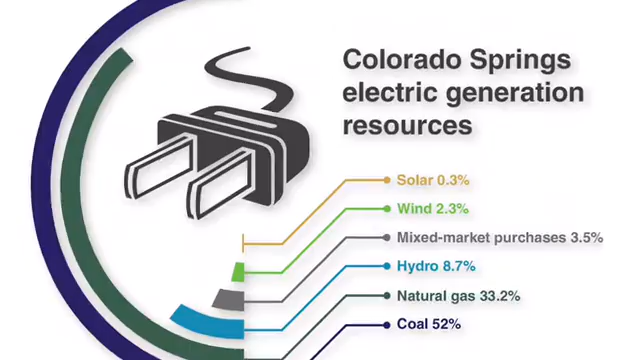 Colorado Springs
electric generation
resources
Solar 0.3%
Wind 2.3%
Mixed-market purchases 3.5%
Hydro 8.7%
Natural gas 33.2%
Coal 52%